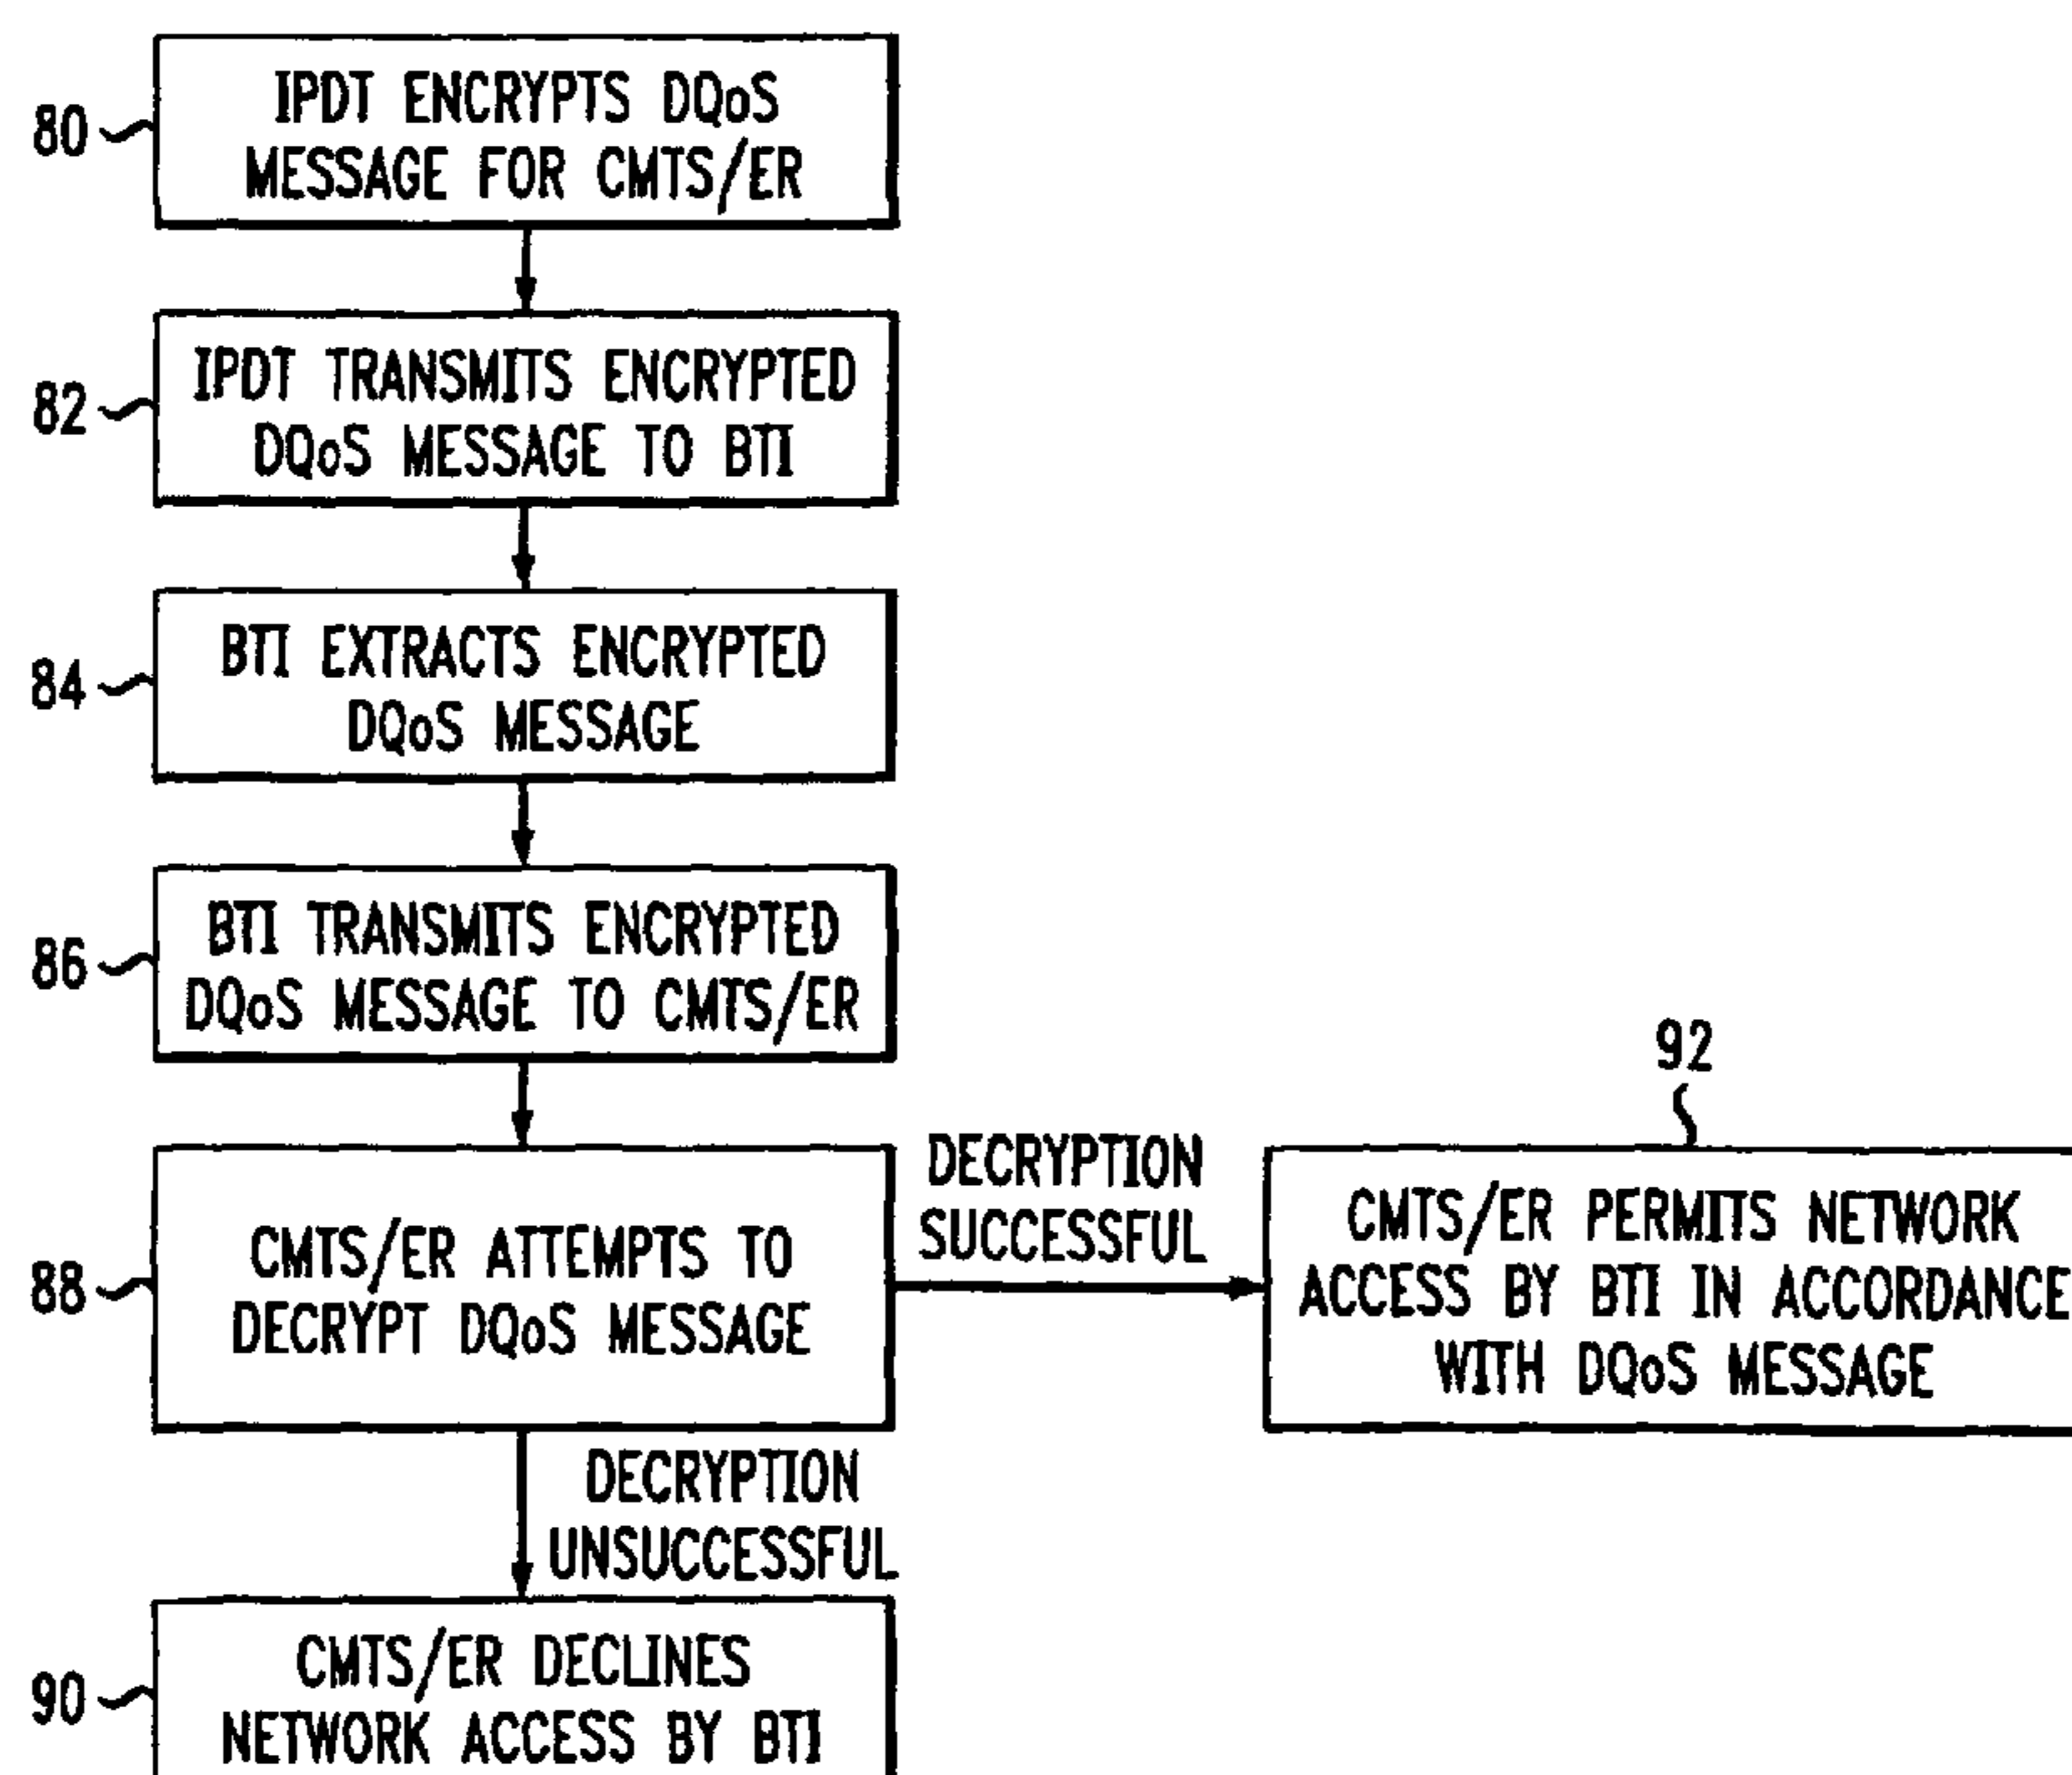 80
IPDT ENCRYPTS DQoS
MESSAGE FOR CMTS/ER
82
IPDT TRANSMITS ENCRYPTED
DQoS MESSAGE TO BTI
84
BTI EXTRACTS ENCRYPTED
DQoS MESSAGE
86
BTI TRANSMITS ENCRYPTED
DQoS MESSAGE TO CMTS/ER
88
CMTS/ER ATTEMPTS TO
DECRYPT DQoS MESSAGE
DECRYPTION
SUCCESSFUL
92
CMTS/ER PERMITS NETWORK
ACCESS BY BTI IN ACCORDANCE
WITH DQoS MESSAGE
DECRYPTION
UNSUCCESSFUL
90
CMTS/ER DECLINES
NETWORK ACCESS BY BTI